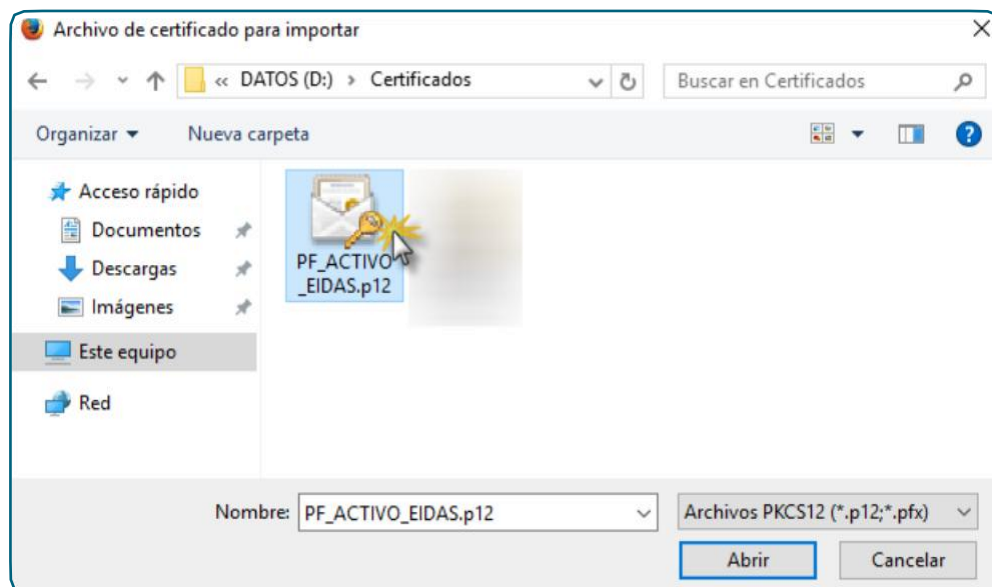 Archivo de certificado para importar
« DATOS (D:) › Certificados
Buscar en Certificados
Organizar
Nueva carpeta
Acceso rápido
Documentos
Descargas
Imágenes
Este equipo
Red
PF_ACTIVO
_EIDAS.p12
Nombre: PF_ACTIVO_EIDAS.p12
Archivos PKCS12 (*.p12;*.pfx)
Abrir
Cancelar